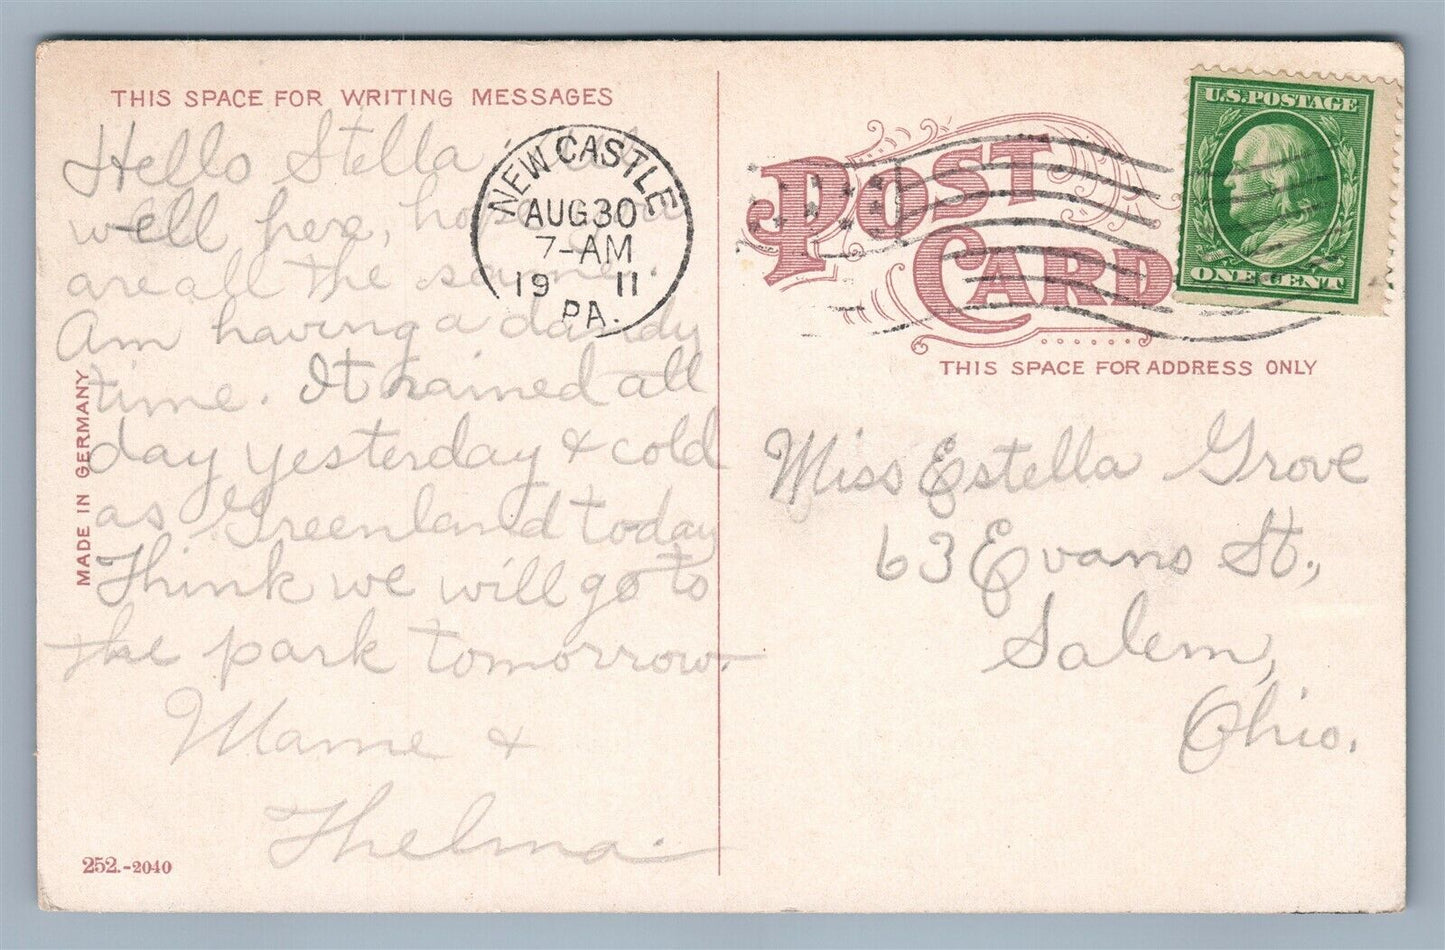 THIS SPACE FOR WRITING MESSAGES
Hello Stella
well here,
are all the same.
Am having a dandy
time. It rained all
day yesterday & cold
as Greenland today
Think we will go to
the park tomorrow.
Mame &
Thelma.
MADE IN GERMANY
252.-2040
NEW CASTLE
AUG 30
7-AM
19 11
PA.
POST
CARD
U.S. POSTAGE
ONE CENT
THIS SPACE FOR ADDRESS ONLY
Miss Estella Grove
63 Evans St.,
Salem,
Ohio.